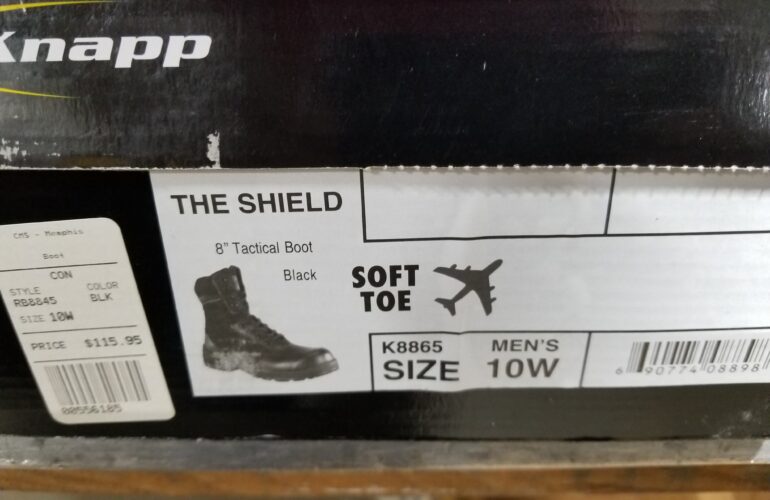 Knapp
THE SHIELD
8" Tactical Boot
Black
SOFT
TOE
K8865 MEN'S
SIZE 10W
6 90774 08898
CMS - Memphis
Boot
CON
STYLE COLOR
RB8845 BLK
SIZE 10W
PRICE $115.95
00556185